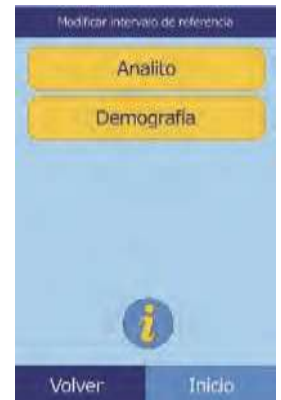 Modificar intervalo de referencia
Analito
Demografía
i
Volver
Inicio